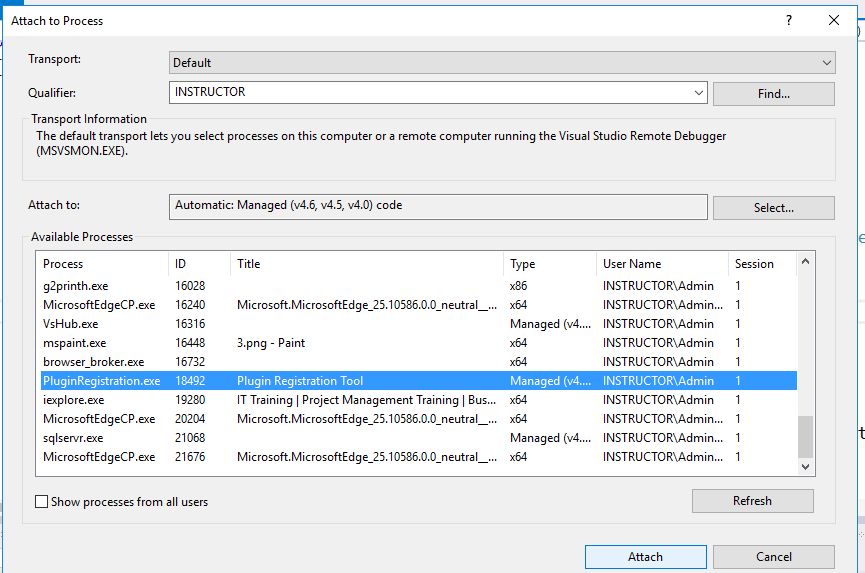 Attach to Process
?
Transport:
Default
Qualifier:
INSTRUCTOR
Find...
Transport Information
The default transport lets you select processes on this computer or a remote computer running the Visual Studio Remote Debugger
(MSVSMON.EXE).
Attach to:
Automatic: Managed (v4.6, v4.5, v4.0) code
Select...
Available Processes
Process ID Title Type User Name Session
g2printh.exe 16028 x86 INSTRUCTOR\Admin 1
MicrosoftEdgeCP.exe 16240 Microsoft.MicrosoftEdge_25.10586.0.0_neutral__... x64 INSTRUCTOR\Admin... 1
VsHub.exe 16316 Managed (v4.... INSTRUCTOR\Admin 1
mspaint.exe 16448 3.png - Paint x64 INSTRUCTOR\Admin 1
browser_broker.exe 16732 x64 INSTRUCTOR\Admin 1
PluginRegistration.exe 18492 Plugin Registration Tool Managed (v4.... INSTRUCTOR\Admin 1
iexplore.exe 19280 IT Training | Project Management Training | Bus... x64 INSTRUCTOR\Admin 1
MicrosoftEdgeCP.exe 20204 Microsoft.MicrosoftEdge_25.10586.0.0_neutral__... x64 INSTRUCTOR\Admin... 1
sqlservr.exe 21068 Managed (v4.... INSTRUCTOR\Admin 1
MicrosoftEdgeCP.exe 21676 Microsoft.MicrosoftEdge_25.10586.0.0_neutral__... x64 INSTRUCTOR\Admin... 1
Show processes from all users
Refresh
Attach
Cancel